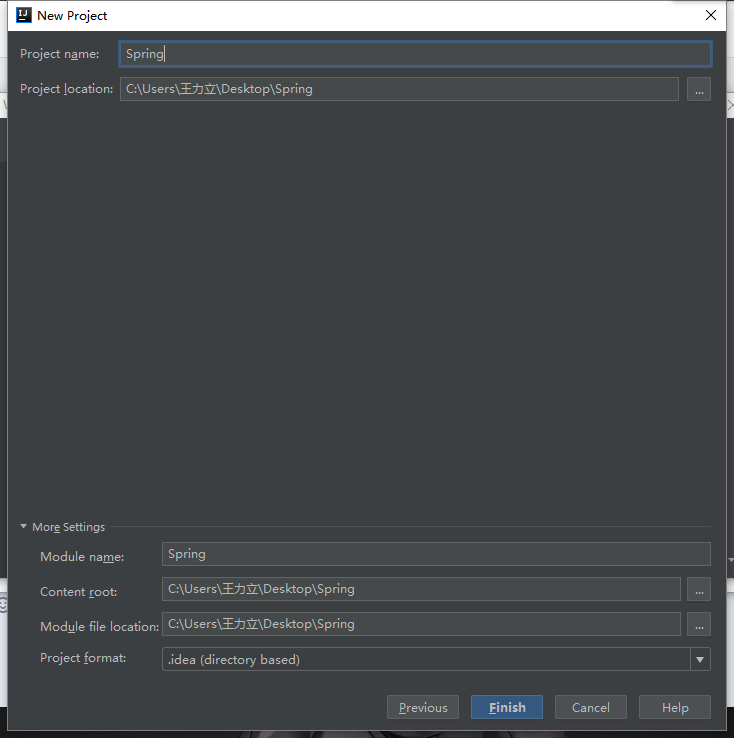 New Project
Project name: Spring
Project location: C:\Users\王力立\Desktop\Spring ...
More Settings
Module name: Spring
Content root: C:\Users\王力立\Desktop\Spring ...
Module file location: C:\Users\王力立\Desktop\Spring ...
Project format: .idea (directory based)
Previous Finish Cancel Help